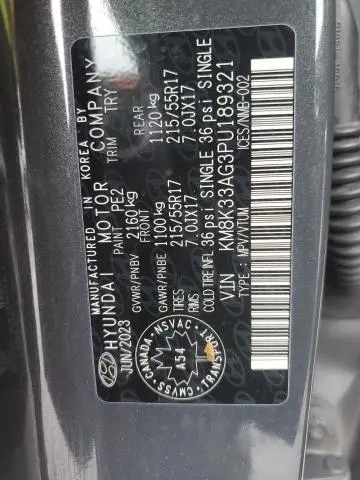 MANUFACTURED IN KOREA BY
HYUNDAI MOTOR COMPANY
JUN/2023 PAINT PE2 TRIM TRY
GVWR/PNBV 2160 kg
FRONT REAR
GAWR/PNBE 1100 kg 1120 kg
TIRES 215/55R17 215/55R17
RIMS 7.0JX17 7.0JX17
COLD TIRE INFL 36 psi SINGLE 36 psi SINGLE
VIN KM8K33AG3PU189321
TYPE : MPV/VTUM ICES/NMB-002
CMVSS - CANADA - NSVAC - TRANSPORT
A54